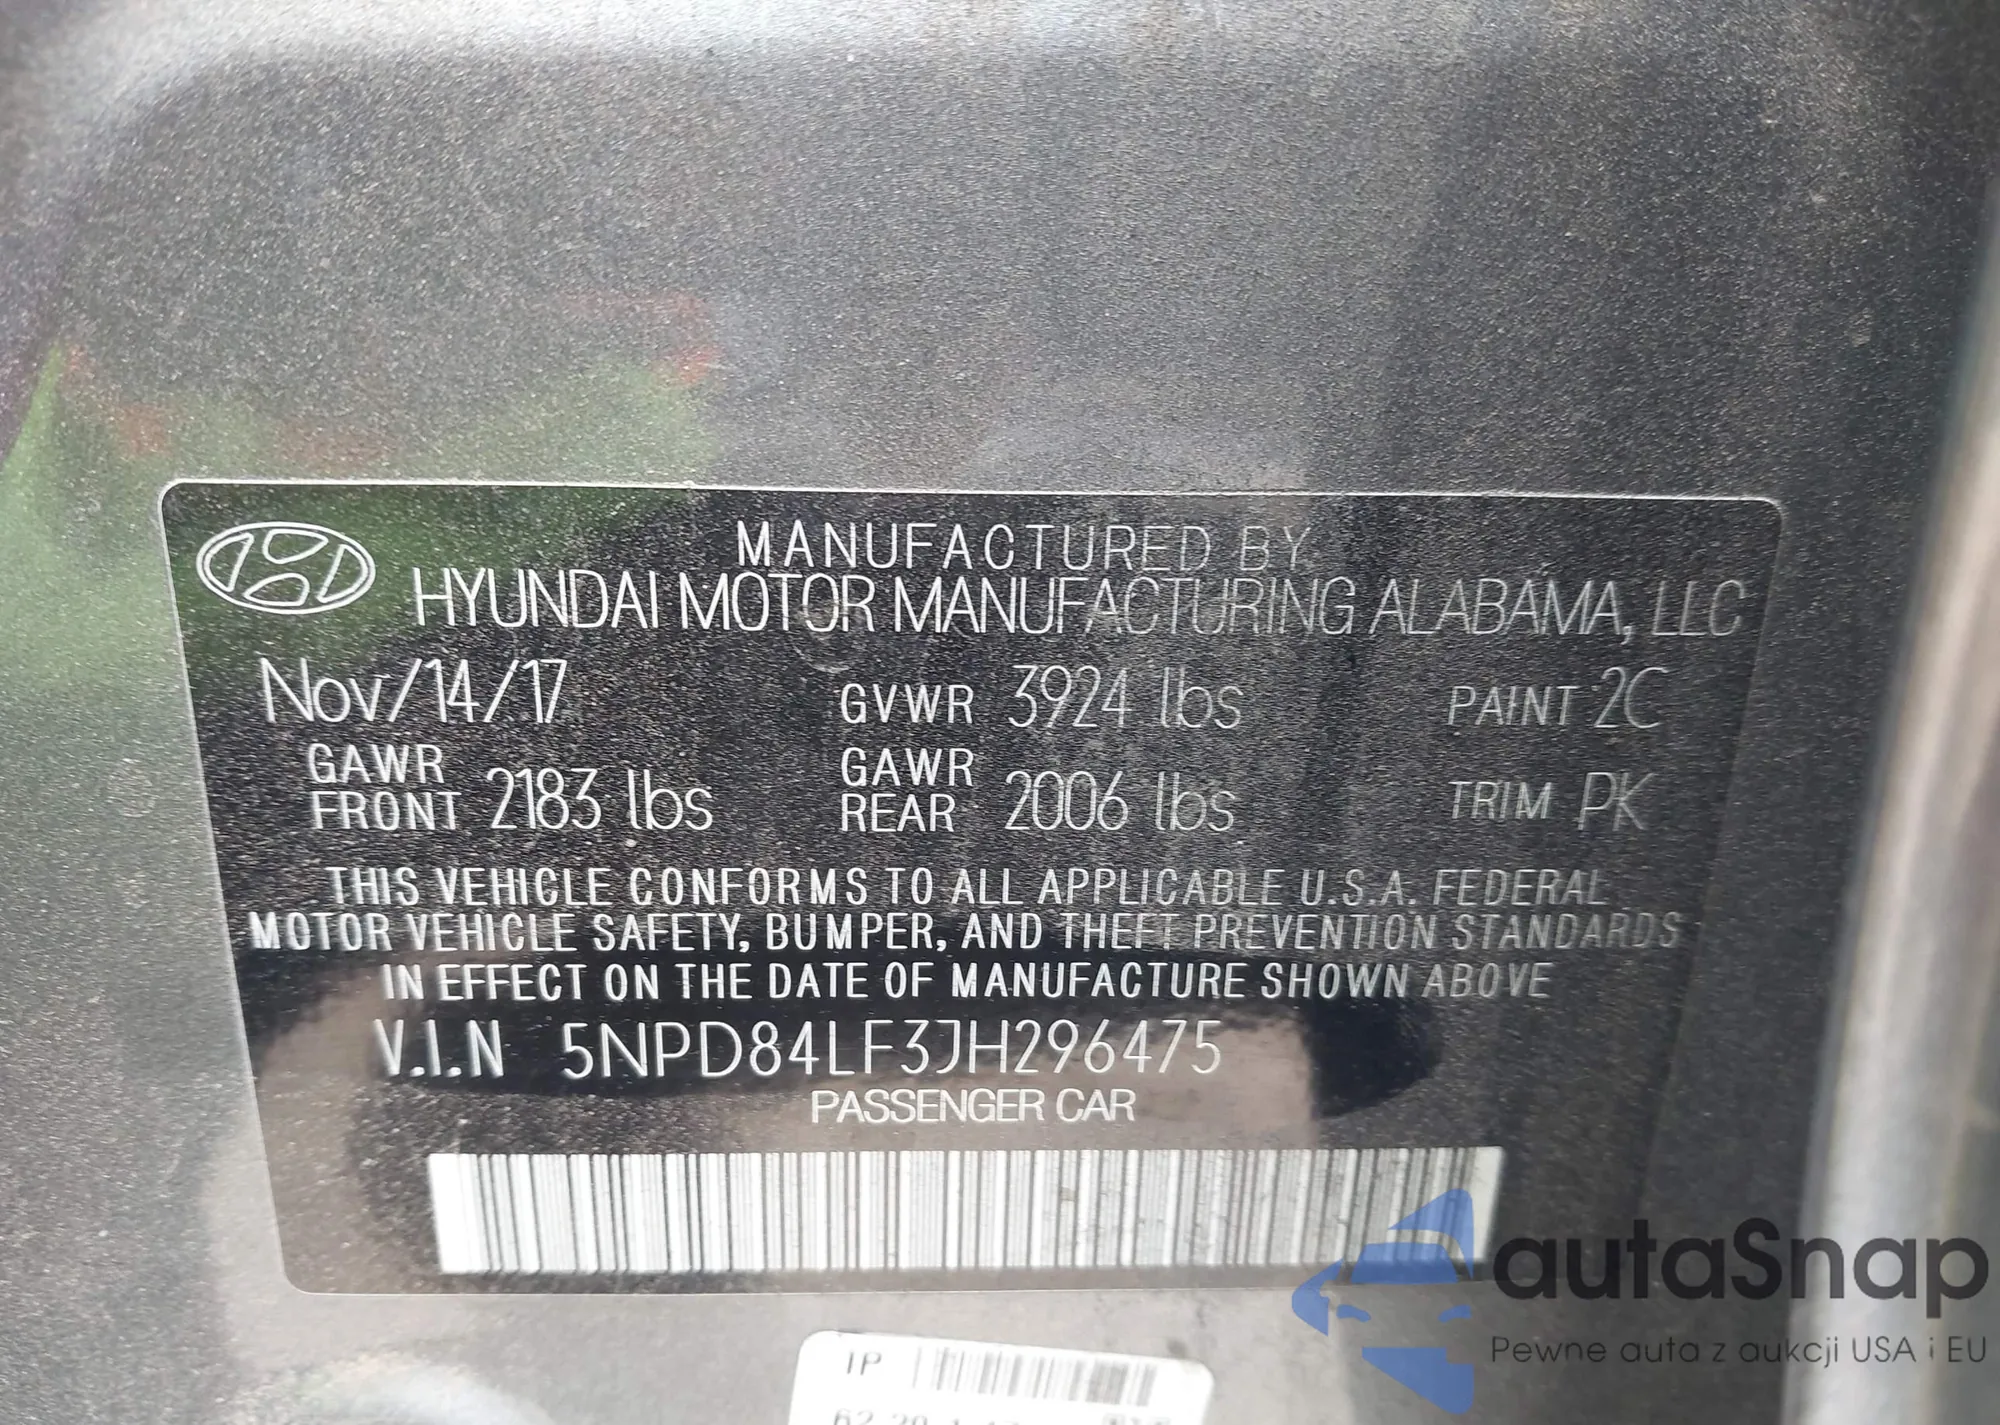 MANUFACTURED BY
HYUNDAI MOTOR MANUFACTURING ALABAMA, LLC
Nov/14/17 GVWR 3924 lbs PAINT 2C
GAWR FRONT 2183 lbs GAWR REAR 2006 lbs TRIM PK
THIS VEHICLE CONFORMS TO ALL APPLICABLE U.S.A. FEDERAL
MOTOR VEHICLE SAFETY, BUMPER, AND THEFT PREVENTION STANDARDS
IN EFFECT ON THE DATE OF MANUFACTURE SHOWN ABOVE
V.I.N 5NPD84LF3JH296475
PASSENGER CAR
autaSnap
Pewne auta z aukcji USA i EU
IP